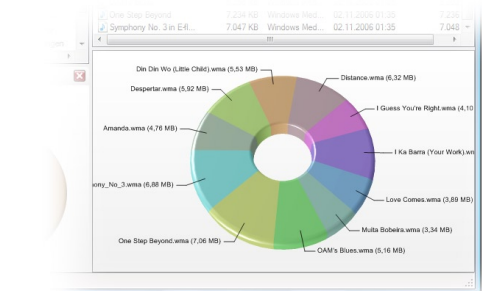 One Step Beyond 7.234 KB Windows Med... 02.11.2006 01:35 7.236
Symphony No. 3 in E-fl... 7.047 KB Windows Med... 02.11.2006 01:35 7.048
Din Din Wo (Little Child).wma (5,53 MB)
Distance.wma (6,32 MB)
Despertar.wma (5,92 MB)
I Guess You're Right.wma (4,10
Amanda.wma (4,76 MB)
I Ka Barra (Your Work).wm
hony_No_3.wma (6,88 MB)
Love Comes.wma (3,89 MB)
Muita Bobeira.wma (3,34 MB)
One Step Beyond.wma (7,06 MB)
OAM's Blues.wma (5,16 MB)